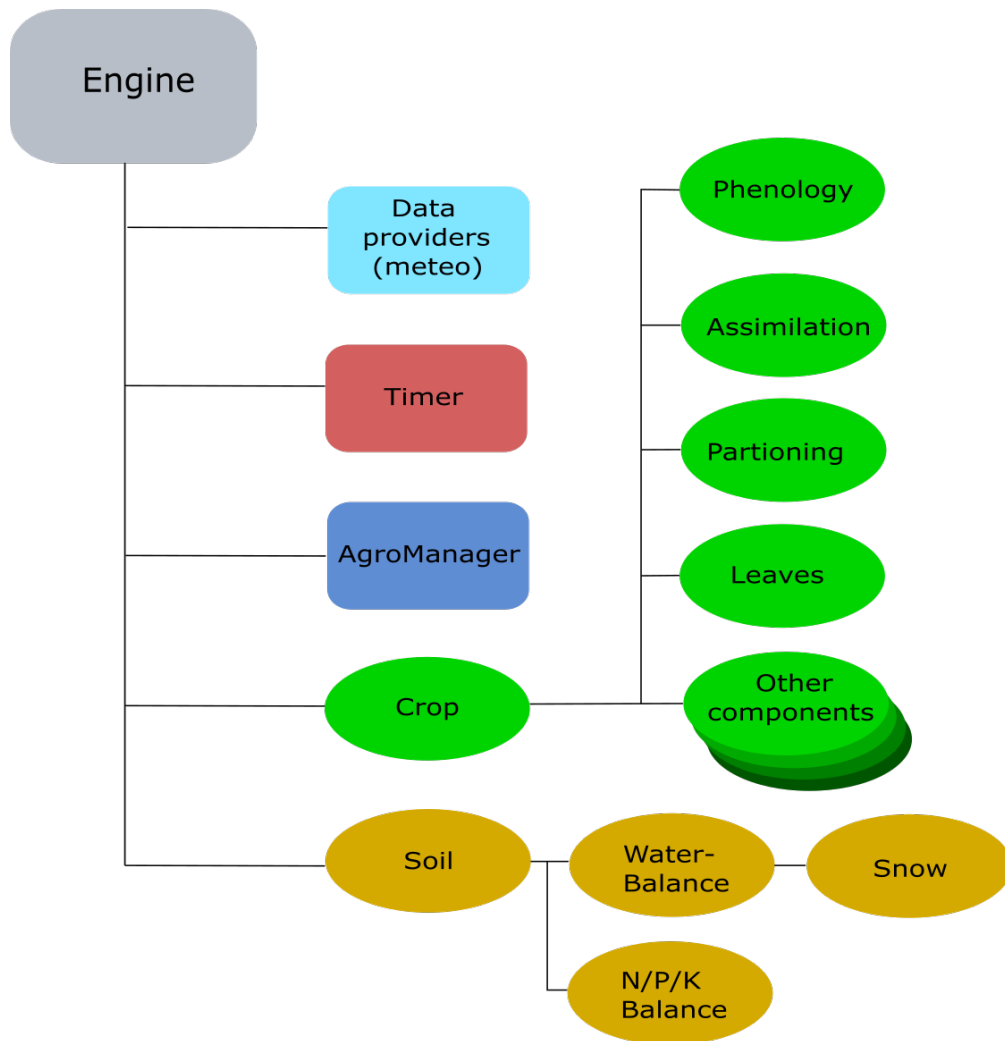 Engine
Data
providers
(meteo)
Timer
AgroManager
Crop
Soil
Phenology
Assimilation
Partioning
Leaves
Other
components
Water-
Balance
Snow
N/P/K
Balance